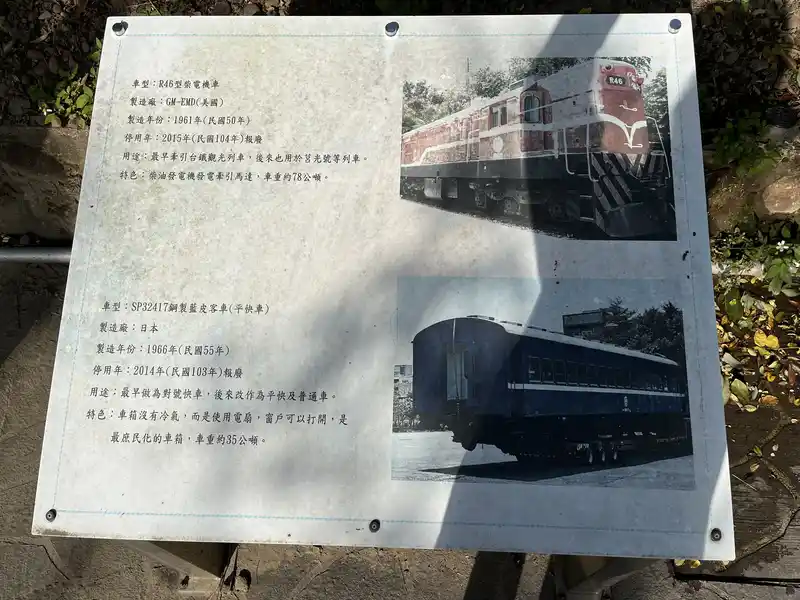 車型：R46型柴電機車
製造廠：GM-EMD(美國)
製造年份：1961年(民國50年)
停用年：2015年(民國104年)報廢
用途：最早牽引台鐵觀光列車，後來也用於莒光號等列車。
特色：柴油發電機發電牽引馬達，車重約78公噸。
R46
車型：SP32417鋼製藍皮客車(平快車)
製造廠：日本
製造年份：1966年(民國55年)
停用年：2014年(民國103年)報廢
用途：最早做為對號快車，後來改作為平快及普通車。
特色：車箱沒有冷氣，而是使用電扇，窗戶可以打開，是
最庶民化的車箱，車重約35公噸。